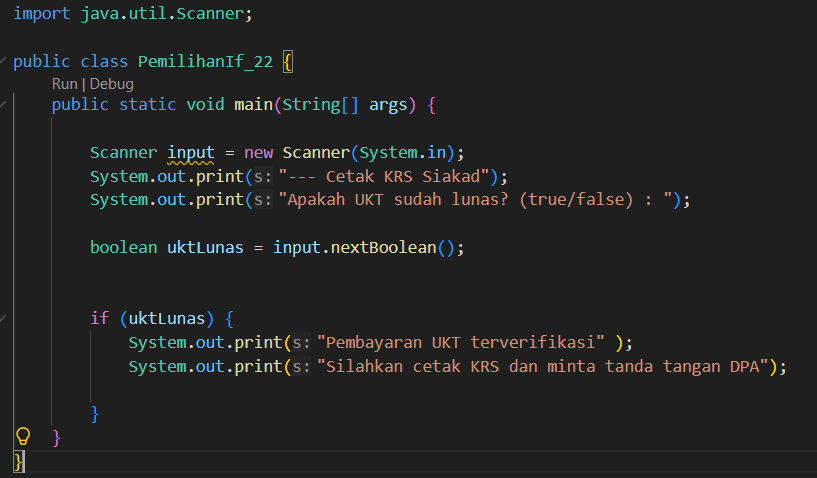 import java.util.Scanner;
public class PemilihanIf_22 {
Run | Debug
public static void main(String[] args) {
Scanner input = new Scanner(System.in);
System.out.print(s: "--- Cetak KRS Siakad");
System.out.print(s: "Apakah UKT sudah lunas? (true/false) : ");
boolean uktLunas = input.nextBoolean();
if (uktLunas) {
System.out.print(s: "Pembayaran UKT terverifikasi" );
System.out.print(s: "Silahkan cetak KRS dan minta tanda tangan DPA");
}
}
}